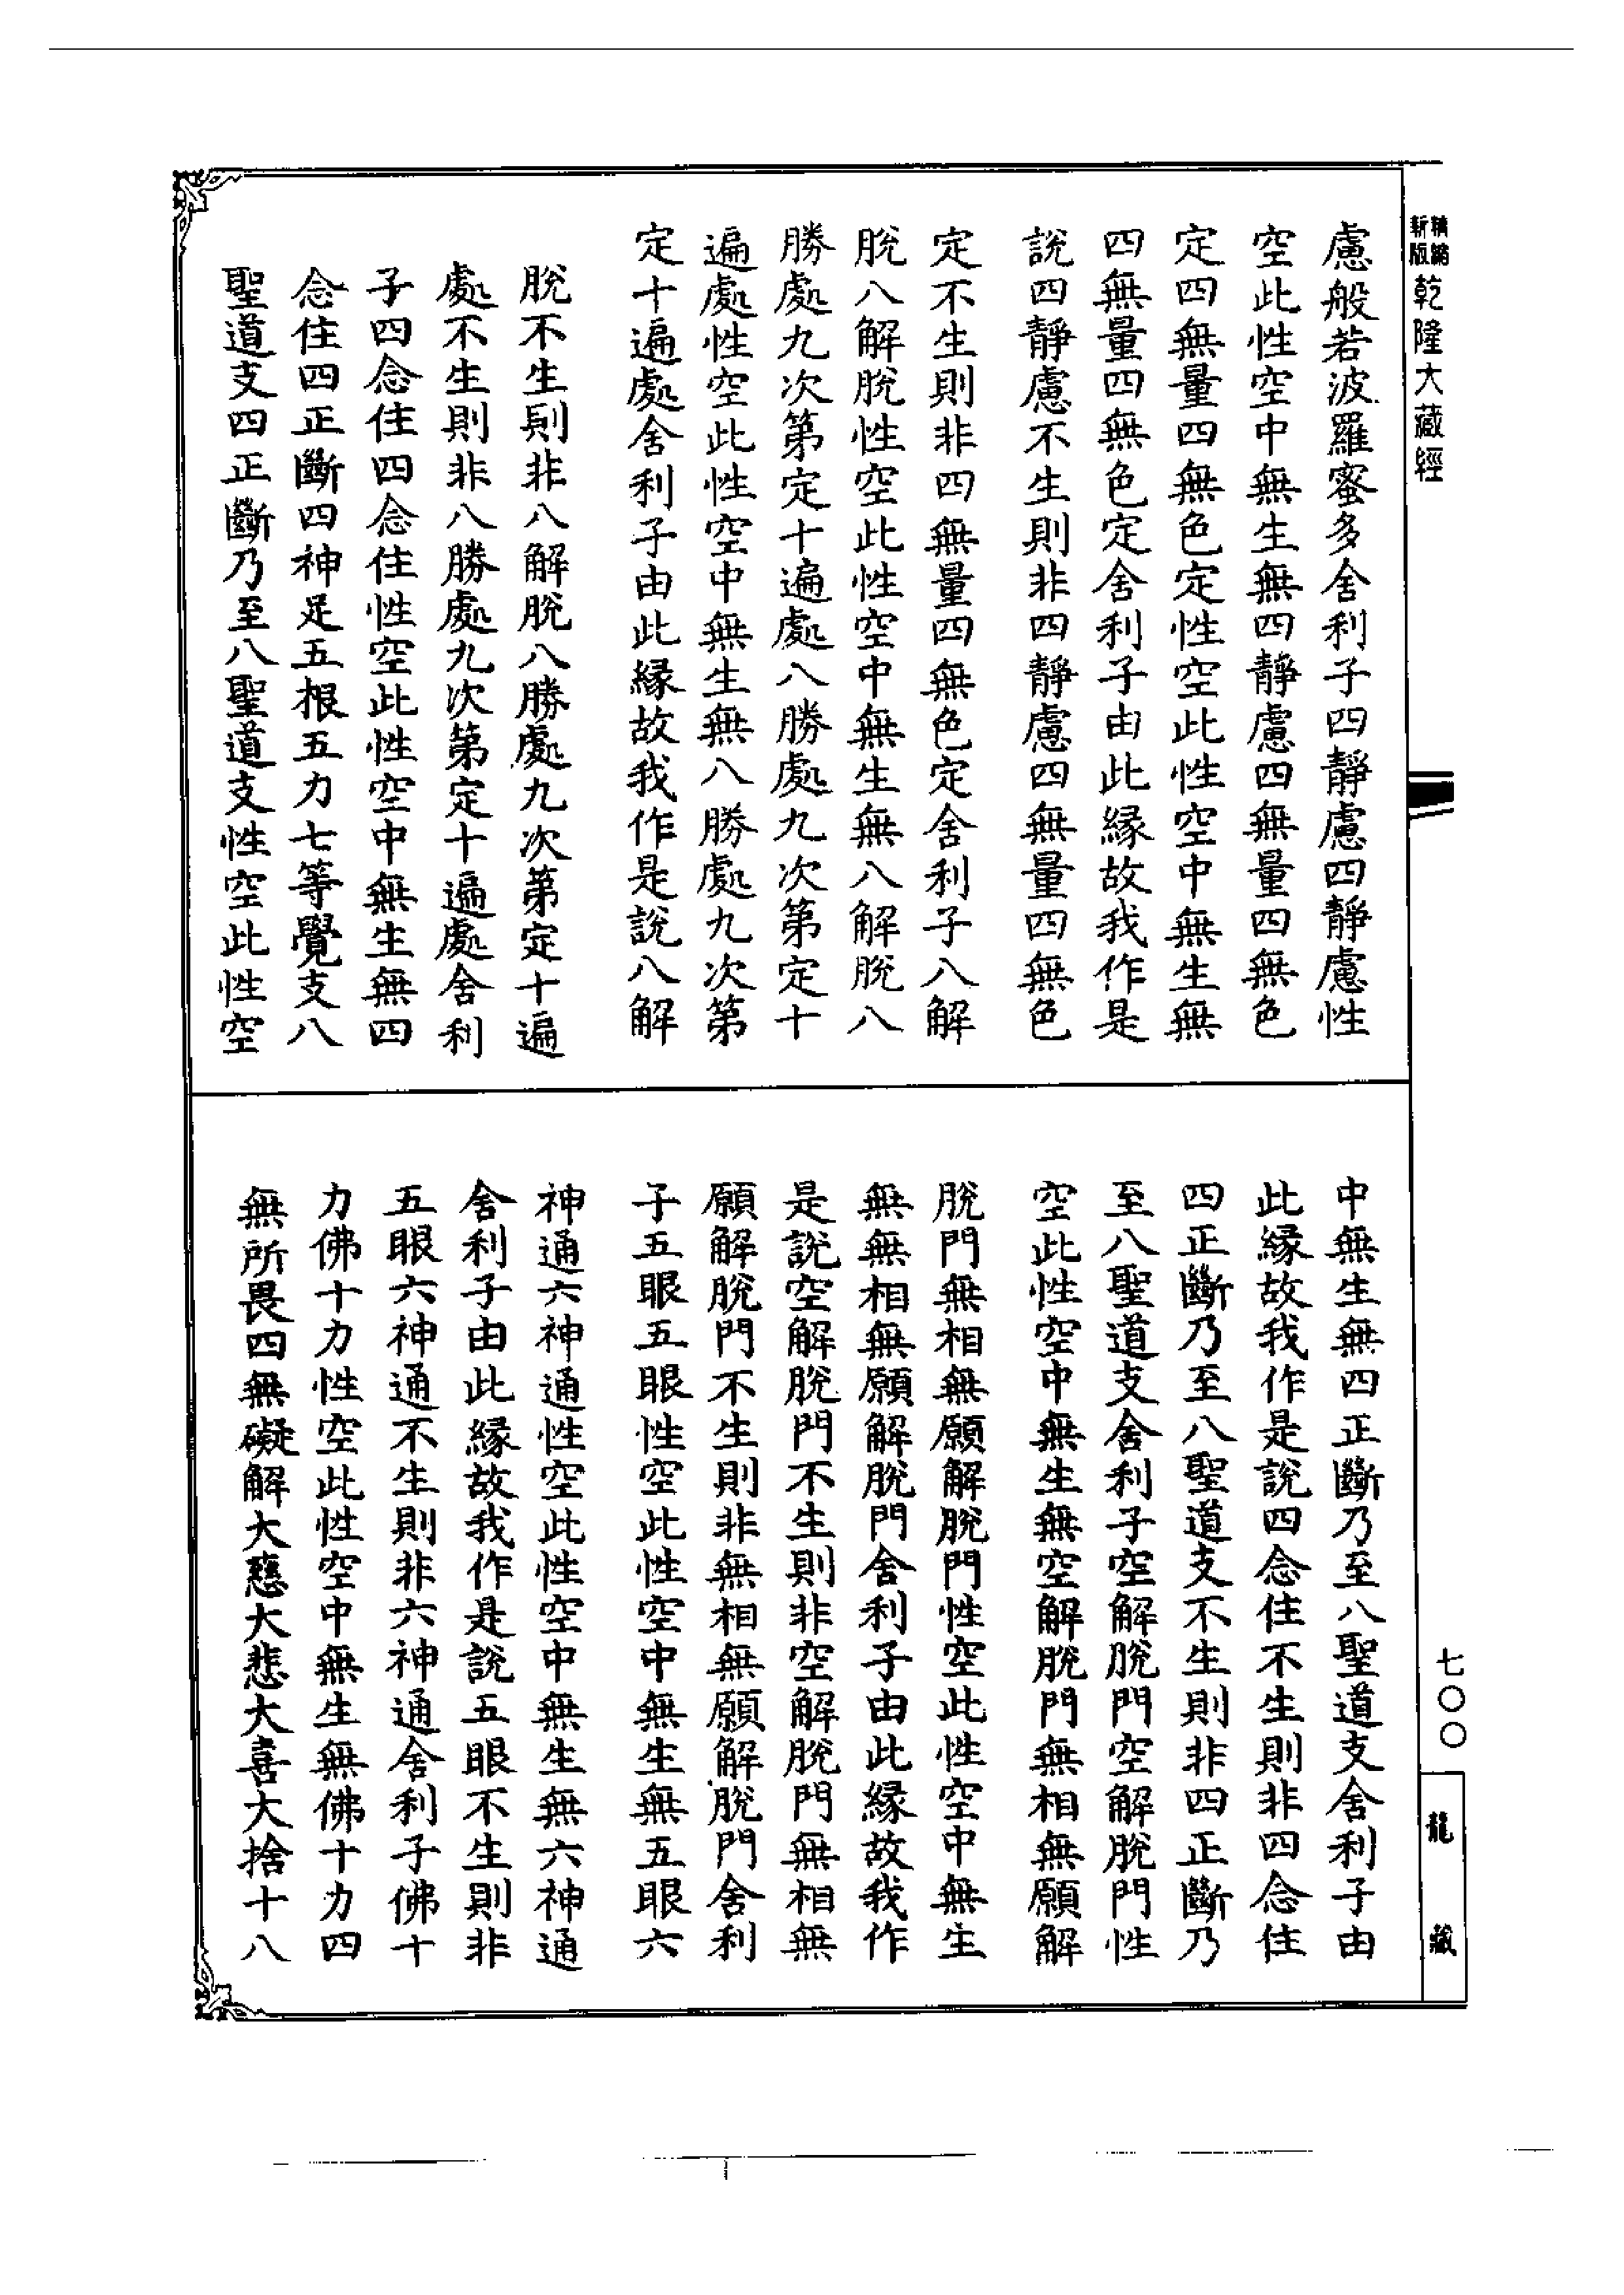 新版精縮乾隆大藏經
慮般若波羅蜜多舍利子四靜慮四靜慮性
空此性空中無生無四靜慮四無量四無色
定四無量四無色定性空此性空中無生無
四無量四無色定舍利子由此緣故我作是
說四靜慮不生則非四靜慮四無量四無色
定不生則非四無量四無色定舍利子八解
脫八解脫性空此性空中無生無八解脫八
勝處九次第定十遍處八勝處九次第定十
遍處性空此性空中無生無八勝處九次第
定十遍處舍利子由此緣故我作是說八解
脫不生則非八解脫八勝處九次第定十遍
處不生則非八勝處九次第定十遍處舍利
子四念住四念住性空此性空中無生無四
念住四正斷四神足五根五力七等覺支八
聖道支四正斷乃至八聖道支性空此性空
中無生無四正斷乃至八聖道支舍利子由
此緣故我作是說四念住不生則非四念住
四正斷乃至八聖道支不生則非四正斷乃
至八聖道支舍利子空解脫門空解脫門性
空此性空中無生無空解脫門無相無願解
脫門無相無願解脫門性空此性空中無生
無無相無願解脫門舍利子由此緣故我作
是說空解脫門不生則非空解脫門無相無
願解脫門不生則非無相無願解脫門舍利
子五眼五眼性空此性空中無生無五眼六
神通六神通性空此性空中無生無六神通
舍利子由此緣故我作是說五眼不生則非
五眼六神通不生則非六神通舍利子佛十
力佛十力性空此性空中無生無佛十力四
無所畏四無礙解大慈大悲大喜大捨十八
七〇〇
龍藏